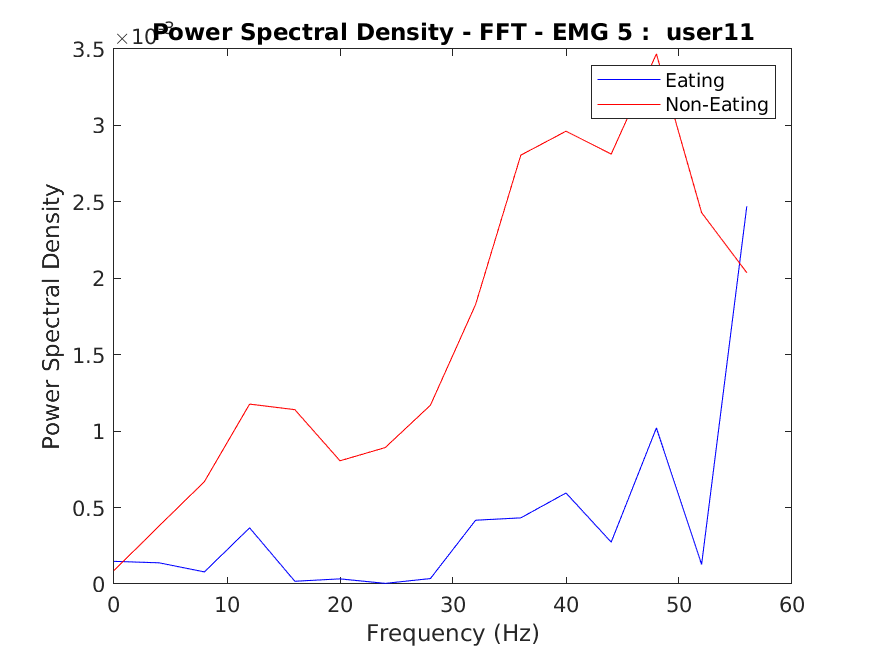 Power Spectral Density - FFT - EMG 5 :  user11
×10
3.5
3
2.5
2
1.5
1
0.5
0
Power Spectral Density
Eating
Non-Eating
0 10 20 30 40 50 60
Frequency (Hz)